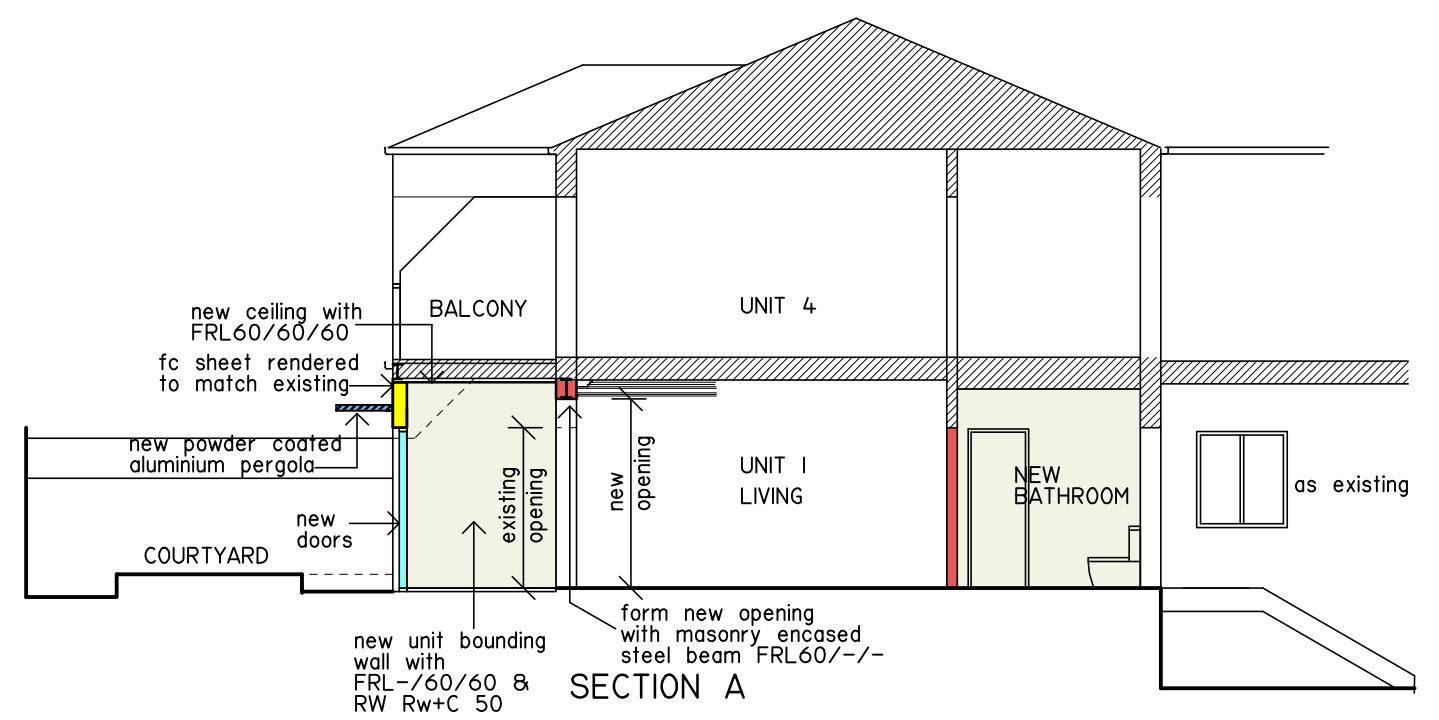 new ceiling with
FRL60/60/60
BALCONY
UNIT 4
fc sheet rendered
to match existing
new powder coated
aluminium pergola
existing
opening
new
opening
UNIT 1
LIVING
NEW
BATHROOM
as existing
new
doors
COURTYARD
form new opening
with masonry encased
steel beam FRL60/-/-
new unit bounding
wall with
FRL-/60/60 &
RW Rw+C 50
SECTION A